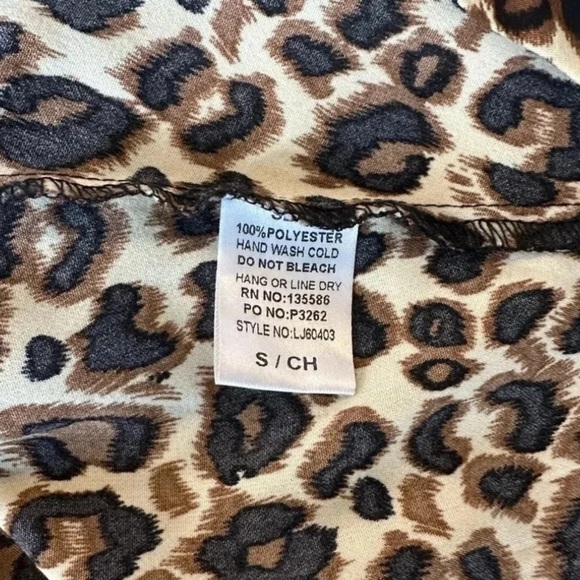 100%POLYESTER
HAND WASH COLD
DO NOT BLEACH
HANG OR LINE DRY
RN NO:135586
PO NO:P3262
STYLE NO:LJ60403
S / CH